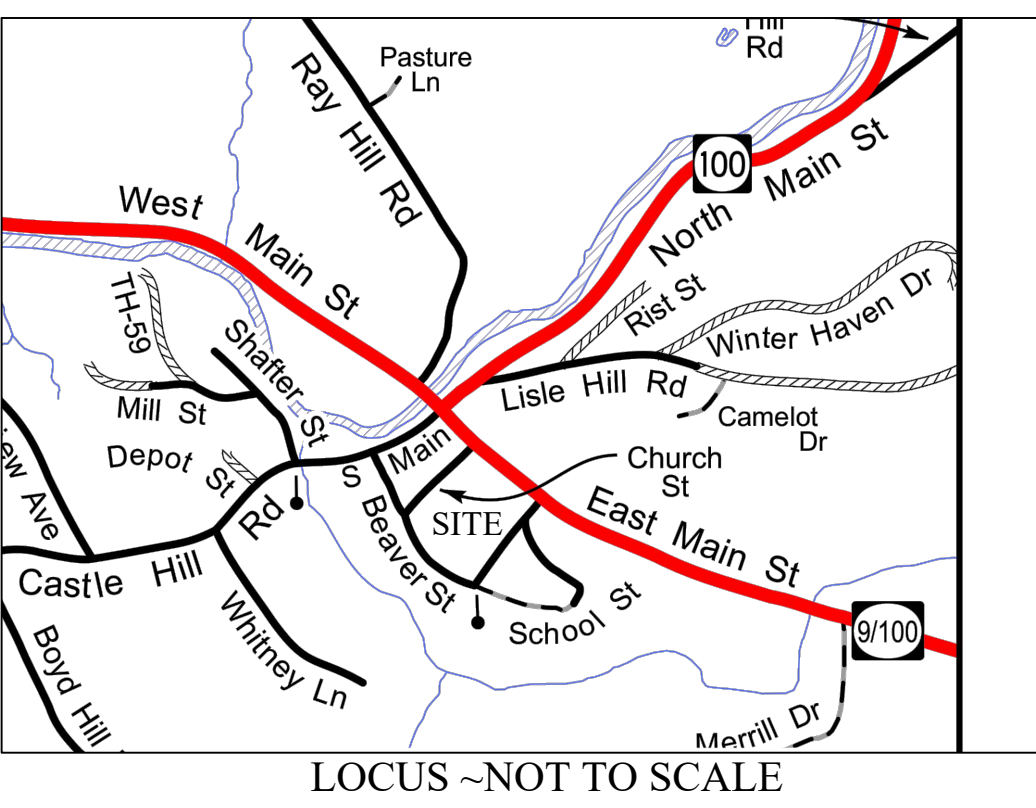 Hill
Rd
Pasture
Ln
Ray Hill Rd
100
North Main St
West Main St
Rist St
Winter Haven Dr
TH-59
Shafter St
Lisle Hill Rd
Mill St
Camelot
Dr
Depot St
S Main
Church
St
SITE
Beaver St
East Main St
Ave
Castle Hill Rd
Whitney Ln
School St
9/100
Boyd Hill
Merrill Dr
LOCUS ~NOT TO SCALE